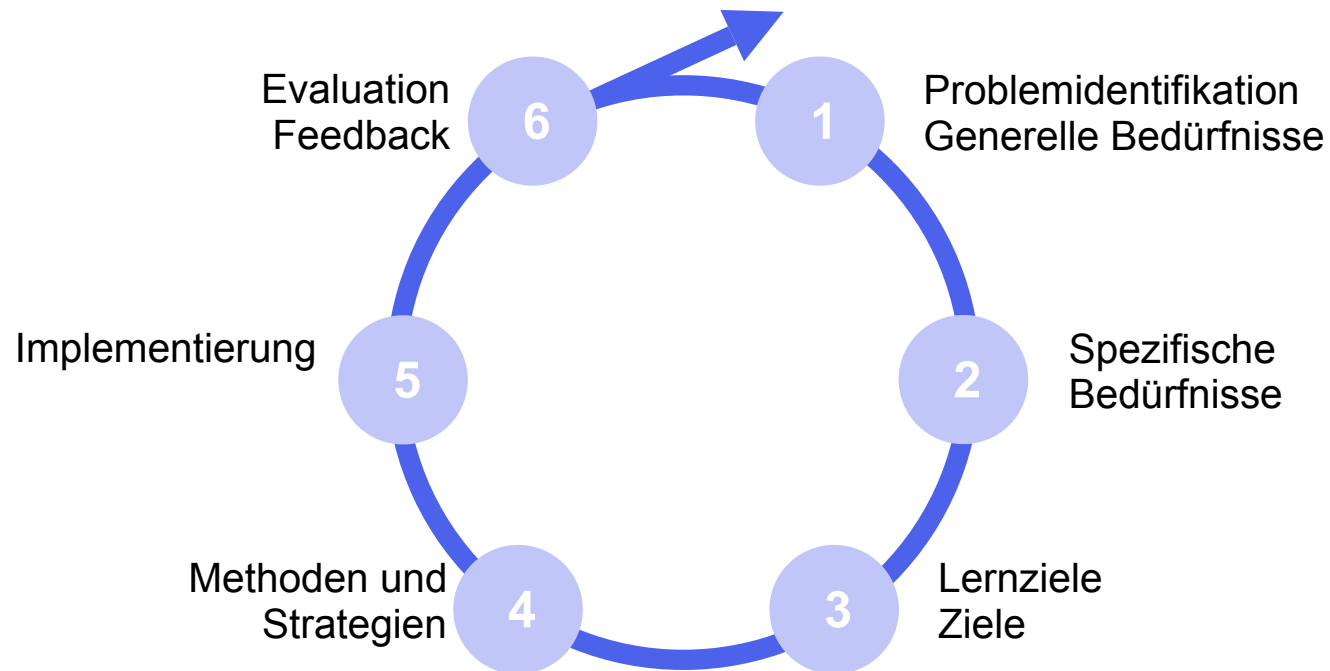 1
Problemidentifikation
Generelle Bedürfnisse
2
Spezifische
Bedürfnisse
3
Lernziele
Ziele
4
Methoden und
Strategien
5
Implementierung
6
Evaluation
Feedback